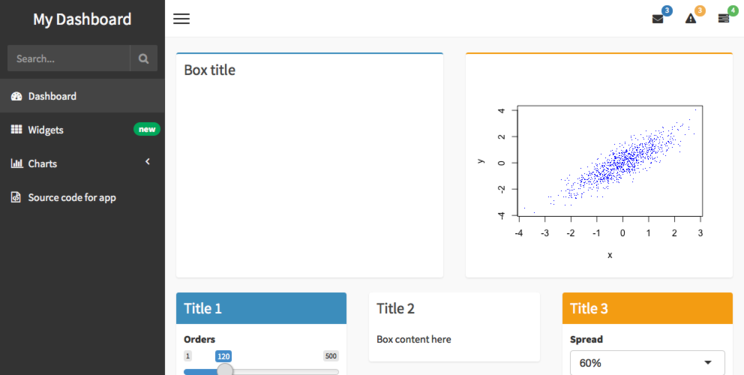 My Dashboard
3
3
4
Search...
Dashboard
Widgets
new
Charts
Source code for app
Box title
y
4
2
0
-2
-4
-4 -3 -2 -1 0 1 2 3
x
Title 1
Orders
1
120
500
Title 2
Box content here
Title 3
Spread
60%